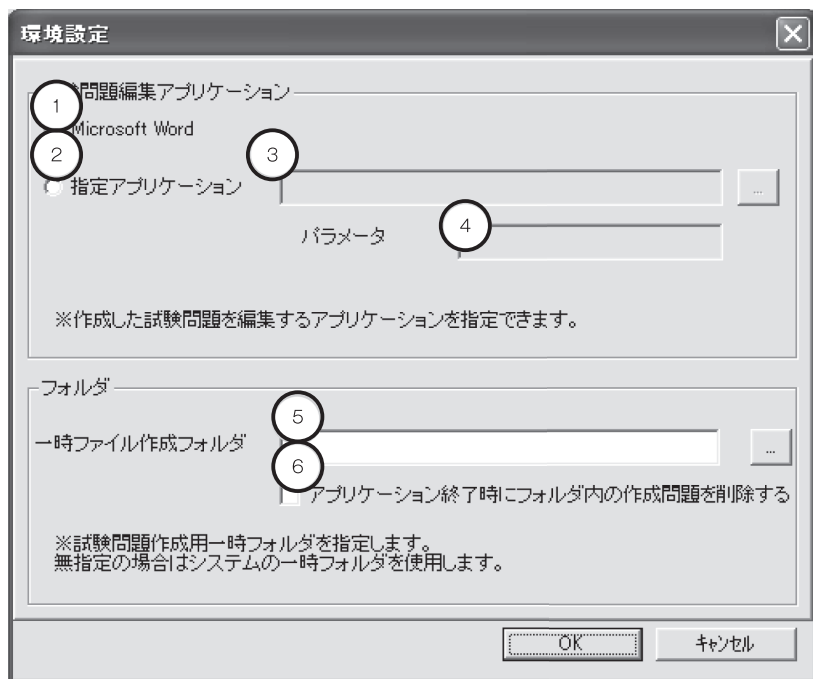 環境設定
問題編集アプリケーション
1
Microsoft Word
2
3
指定アプリケーション
...
4
パラメータ
※作成した試験問題を編集するアプリケーションを指定できます。
フォルダ
5
一時ファイル作成フォルダ
...
6
アプリケーション終了時にフォルダ内の作成問題を削除する
※試験問題作成用一時フォルダを指定します。
無指定の場合はシステムの一時フォルダを使用します。
OK
キャンセル